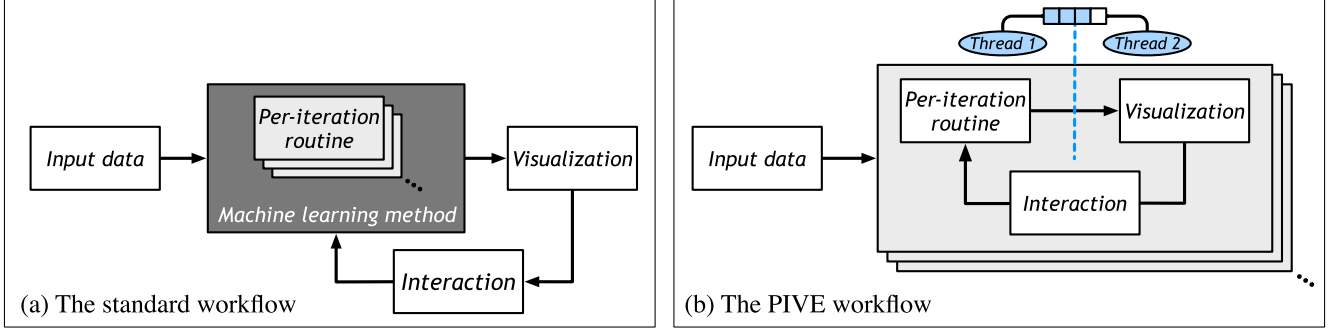 Input data
Per-iteration
routine
Machine learning method
Visualization
Interaction
(a) The standard workflow
Thread 1
Thread 2
Input data
Per-iteration
routine
Visualization
Interaction
(b) The PIVE workflow